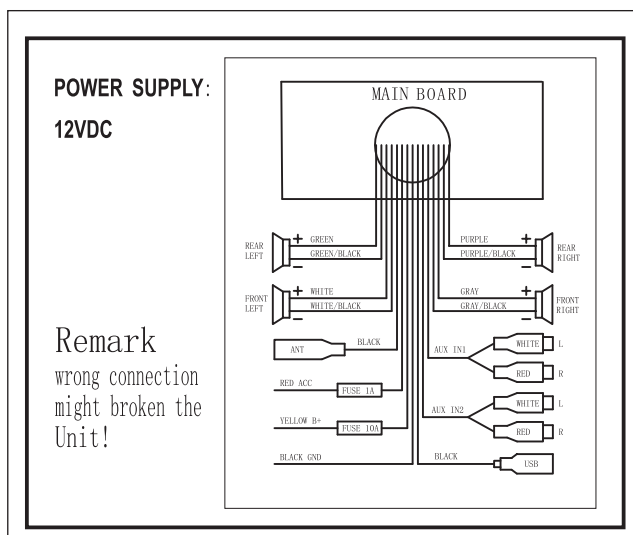 POWER SUPPLY:
12VDC
Remark
wrong connection
might broken the
Unit!
MAIN BOARD
REAR
LEFT
+
GREEN
GREEN/BLACK
−
PURPLE
+
PURPLE/BLACK
−
REAR
RIGHT
FRONT
LEFT
+
WHITE
WHITE/BLACK
−
GRAY
+
GRAY/BLACK
−
FRONT
RIGHT
ANT
BLACK
AUX IN1
WHITE
L
RED
R
RED ACC
FUSE 1A
AUX IN2
WHITE
L
RED
R
YELLOW B+
FUSE 10A
BLACK GND
BLACK
USB